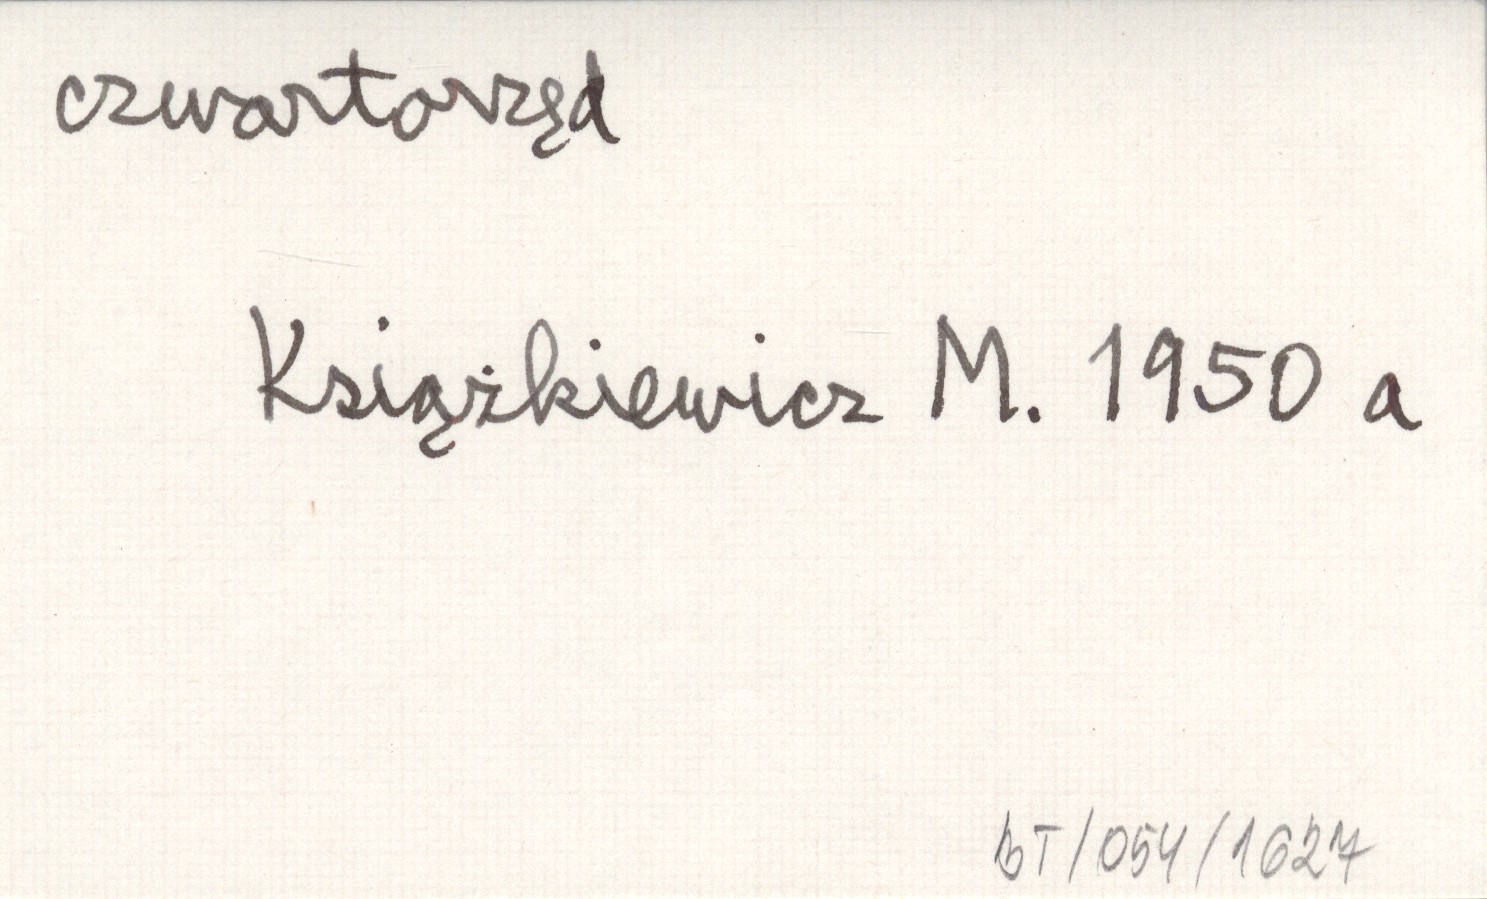 czwartorzęd
Książkiewicz M. 1950 a
BT/054/1627